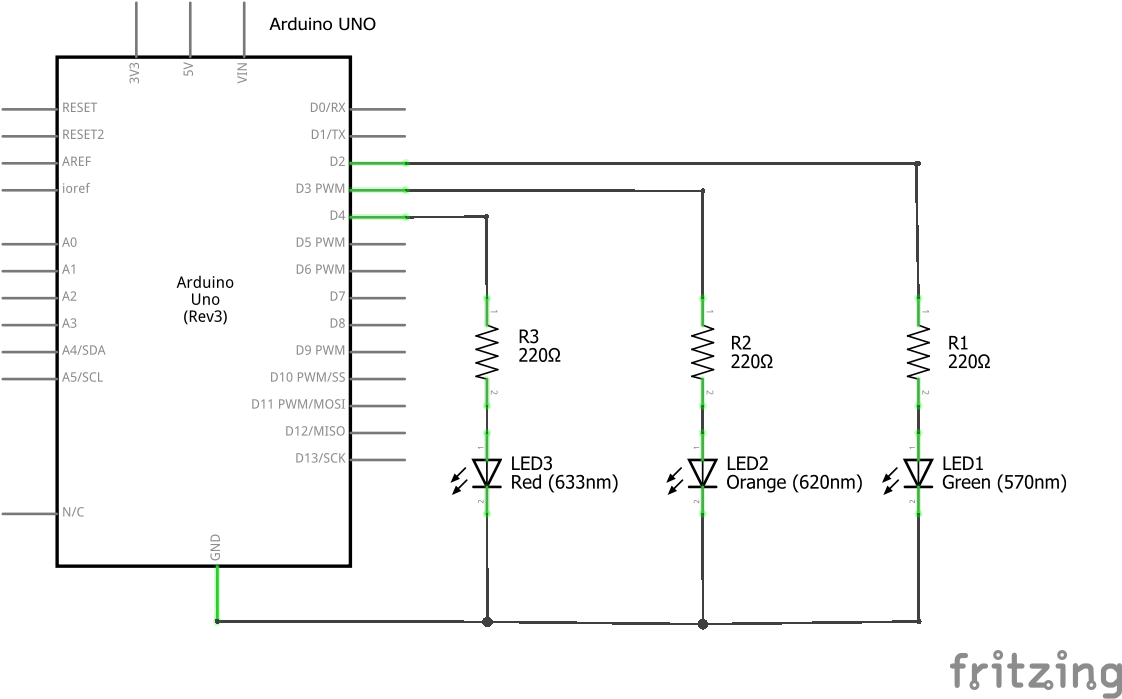 Arduino UNO
3V3
5V
VIN
RESET
D0/RX
RESET2
D1/TX
AREF
D2
ioref
D3 PWM
D4
A0
D5 PWM
A1
D6 PWM
Arduino
Uno
(Rev3)
A2
D7
A3
D8
A4/SDA
D9 PWM
A5/SCL
D10 PWM/SS
D11 PWM/MOSI
D12/MISO
D13/SCK
N/C
GND
1
R3
220Ω
2
1
LED3
Red (633nm)
2
1
R2
220Ω
2
1
LED2
Orange (620nm)
2
1
R1
220Ω
2
1
LED1
Green (570nm)
2
fritzing